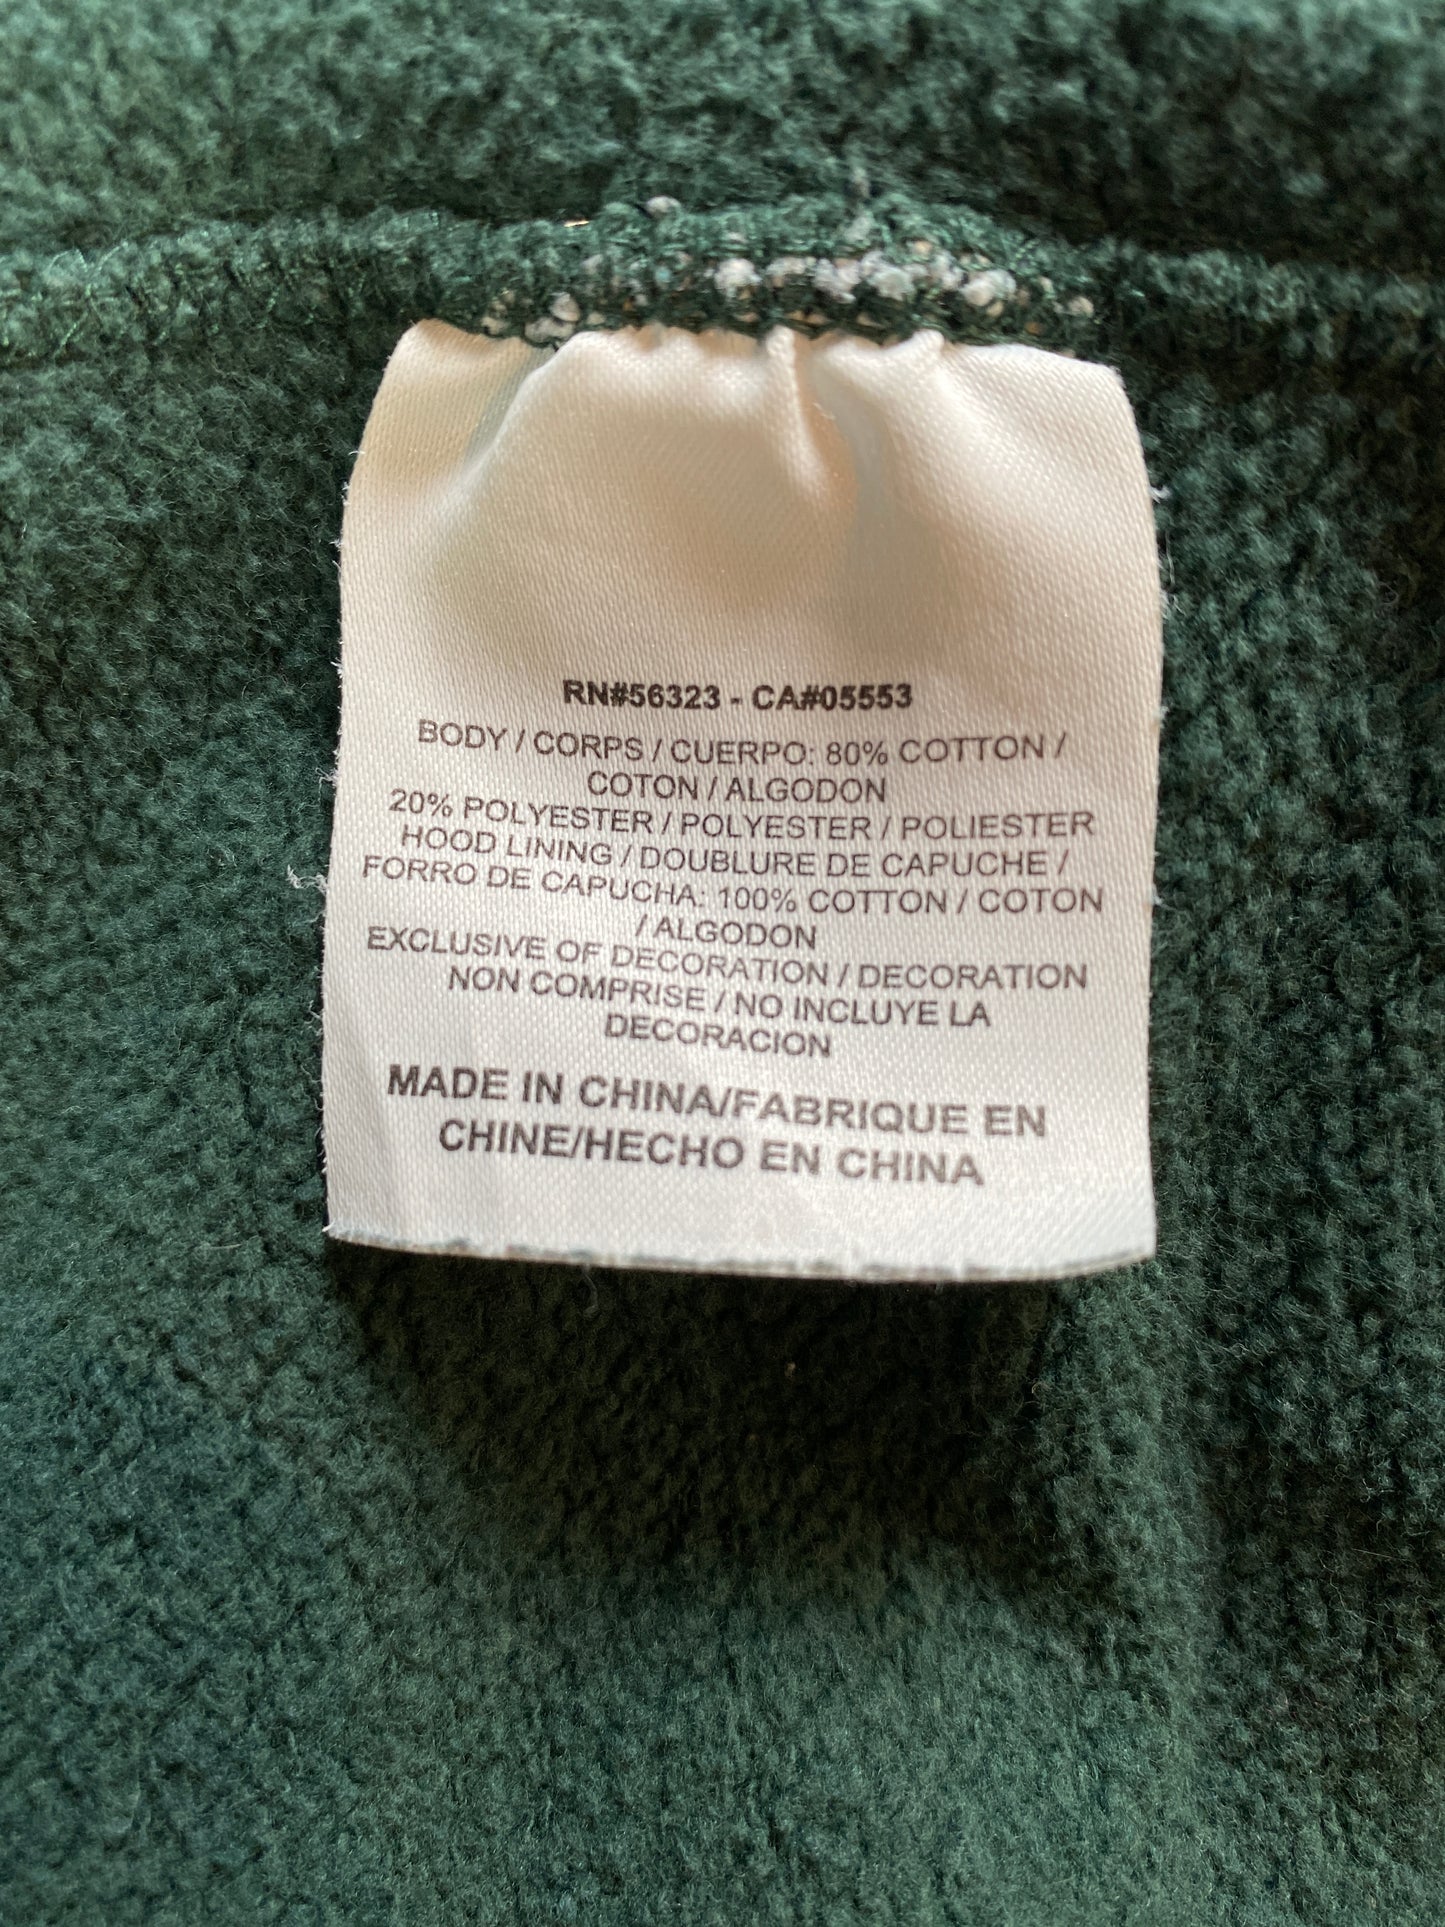 RN#56323 - CA#05553
BODY / CORPS / CUERPO: 80% COTTON /
COTON / ALGODON
20% POLYESTER / POLYESTER / POLIESTER
HOOD LINING / DOUBLURE DE CAPUCHE /
FORRO DE CAPUCHA: 100% COTTON / COTON
/ ALGODON
EXCLUSIVE OF DECORATION / DECORATION
NON COMPRISE / NO INCLUYE LA
DECORACION
MADE IN CHINA/FABRIQUE EN
CHINE/HECHO EN CHINA